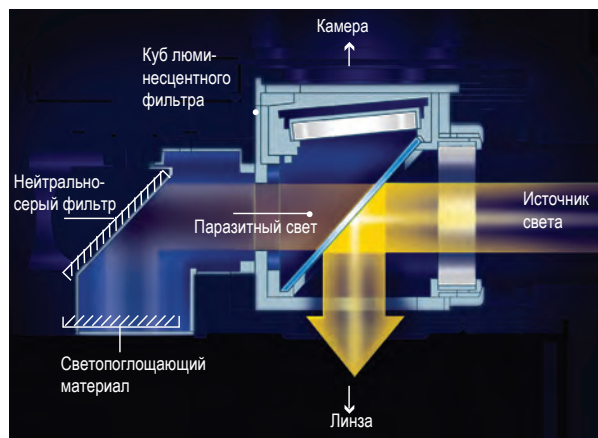 Камера
Куб люми-
несцентного
фильтра
Нейтрально-
серый фильтр
Паразитный свет
Источник
света
Светопоглощающий
материал
Линза